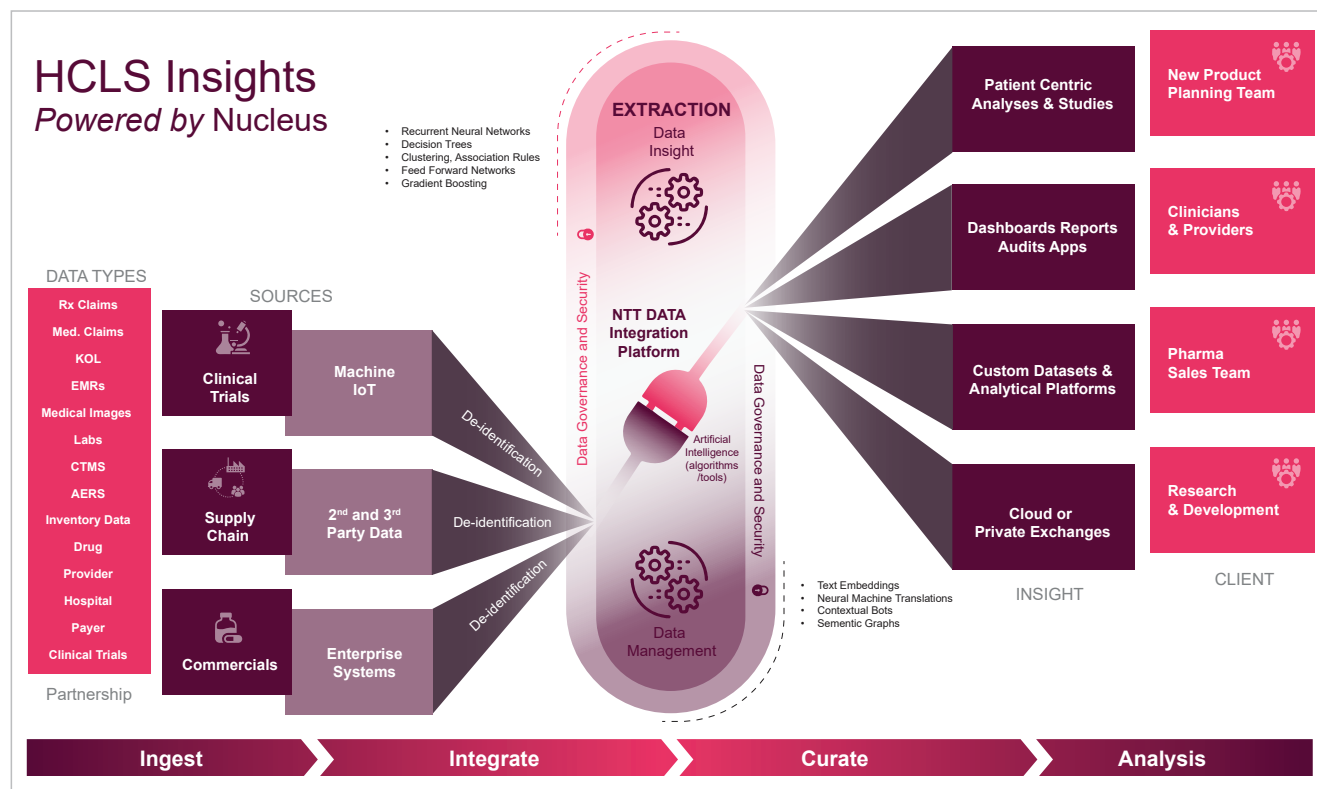 HCLS Insights
Powered by Nucleus
• Recurrent Neural Networks
• Decision Trees
• Clustering, Association Rules
• Feed Forward Networks
• Gradient Boosting
DATA TYPES
Rx Claims
Med. Claims
KOL
EMRs
Medical Images
Labs
CTMS
AERS
Inventory Data
Drug
Provider
Hospital
Payer
Clinical Trials
Partnership
SOURCES
Clinical
Trials
Supply
Chain
Commercials
Machine
IoT
2nd and 3rd
Party Data
Enterprise
Systems
De-identification
De-identification
De-identification
EXTRACTION
Data
Insight
Data Governance and Security
NTT DATA
Integration
Platform
Artificial
Intelligence
(algorithms
/tools)
Data Governance and Security
Data
Management
• Text Embeddings
• Neural Machine Translations
• Contextual Bots
• Sementic Graphs
Patient Centric
Analyses & Studies
Dashboards Reports
Audits Apps
Custom Datasets &
Analytical Platforms
Cloud or
Private Exchanges
INSIGHT
New Product
Planning Team
Clinicians
& Providers
Pharma
Sales Team
Research
& Development
CLIENT
Ingest
Integrate
Curate
Analysis